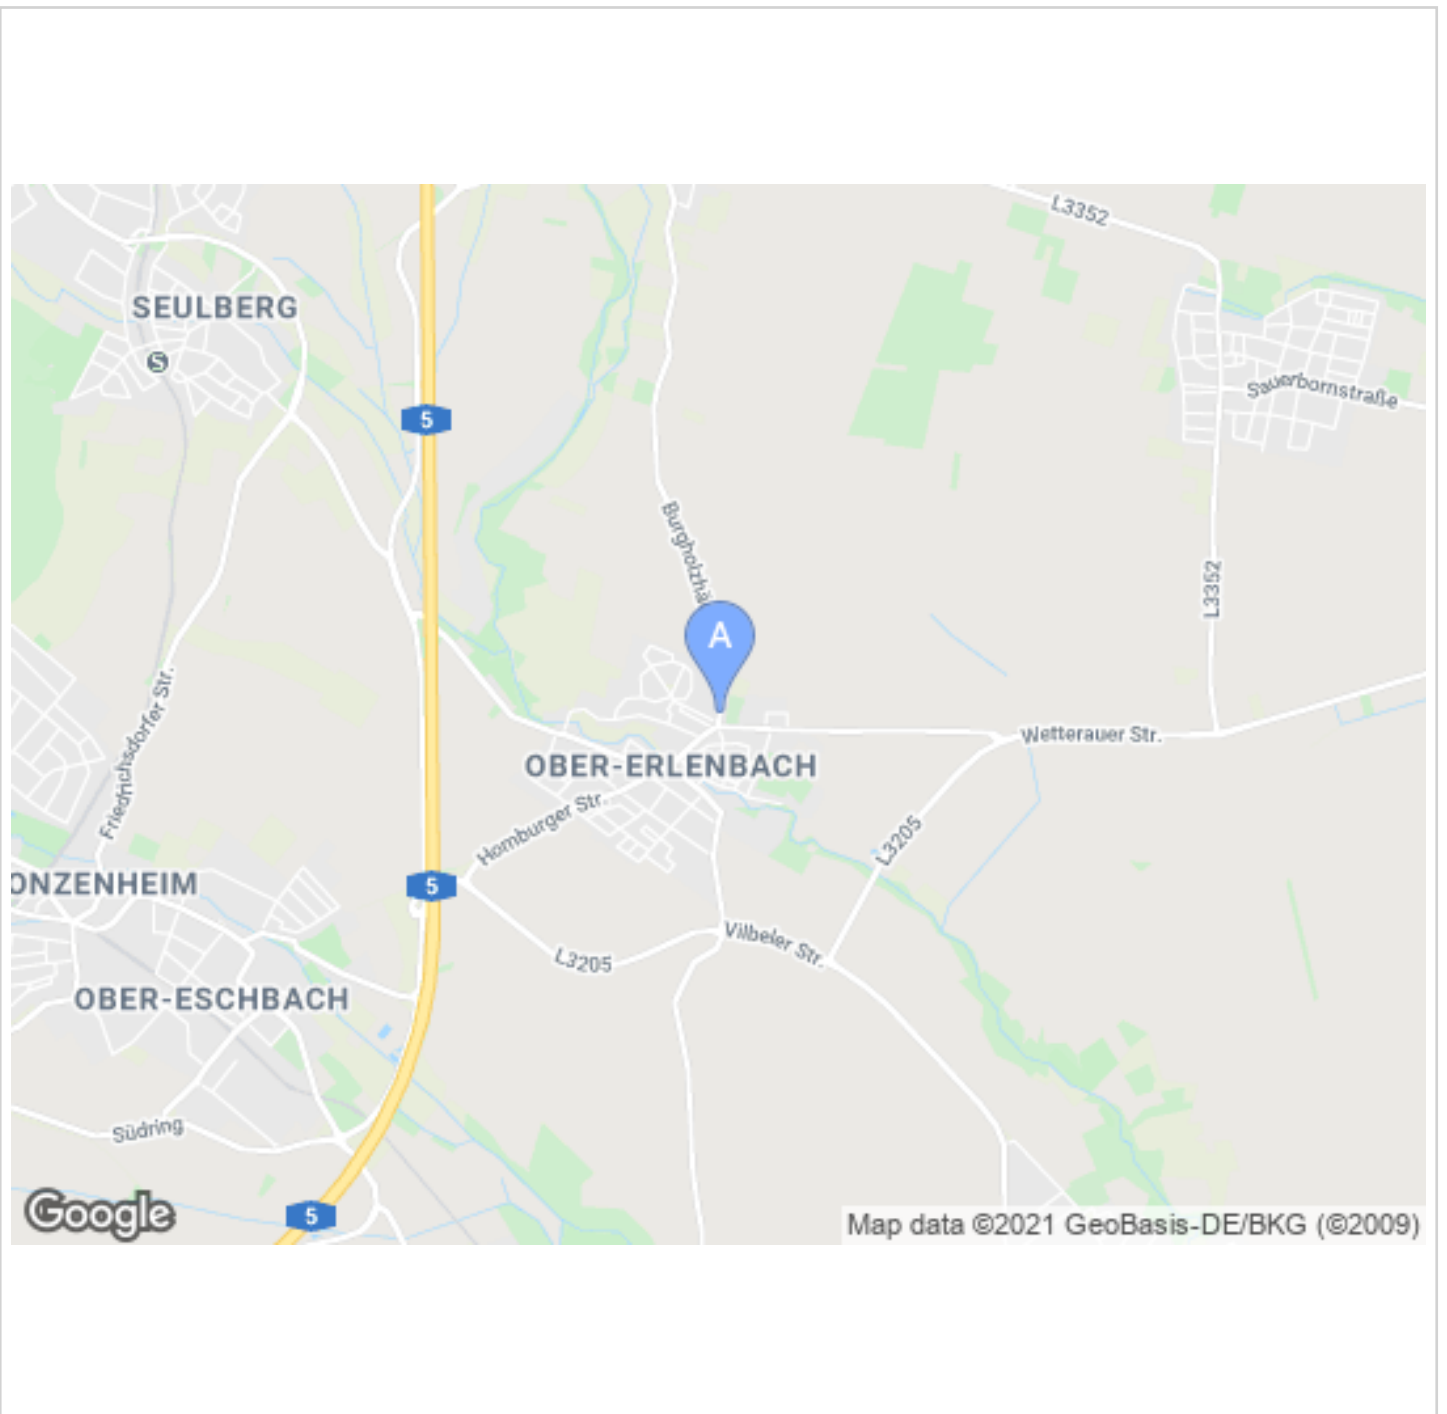 L3352
SEULBERG
S
Sauerbornstraße
5
Burgholzhä
L3352
A
Friedrichsdorfer Str.
Wetterauer Str.
OBER-ERLENBACH
Homburger Str.
L3205
ONZENHEIM
5
Vilbeler Str.
L3205
OBER-ESCHBACH
Südring
5
Google
Map data ©2021 GeoBasis-DE/BKG (©2009)